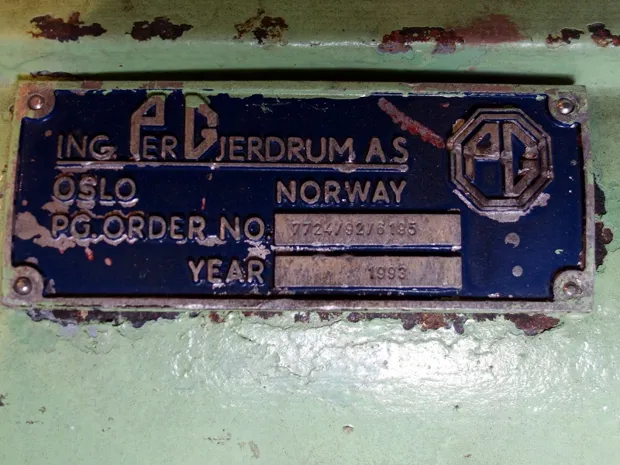 ING. PER GJERDRUM A.S
OSLO NORWAY
PG. ORDER NO. 7724/92/6195
YEAR 1993
PG